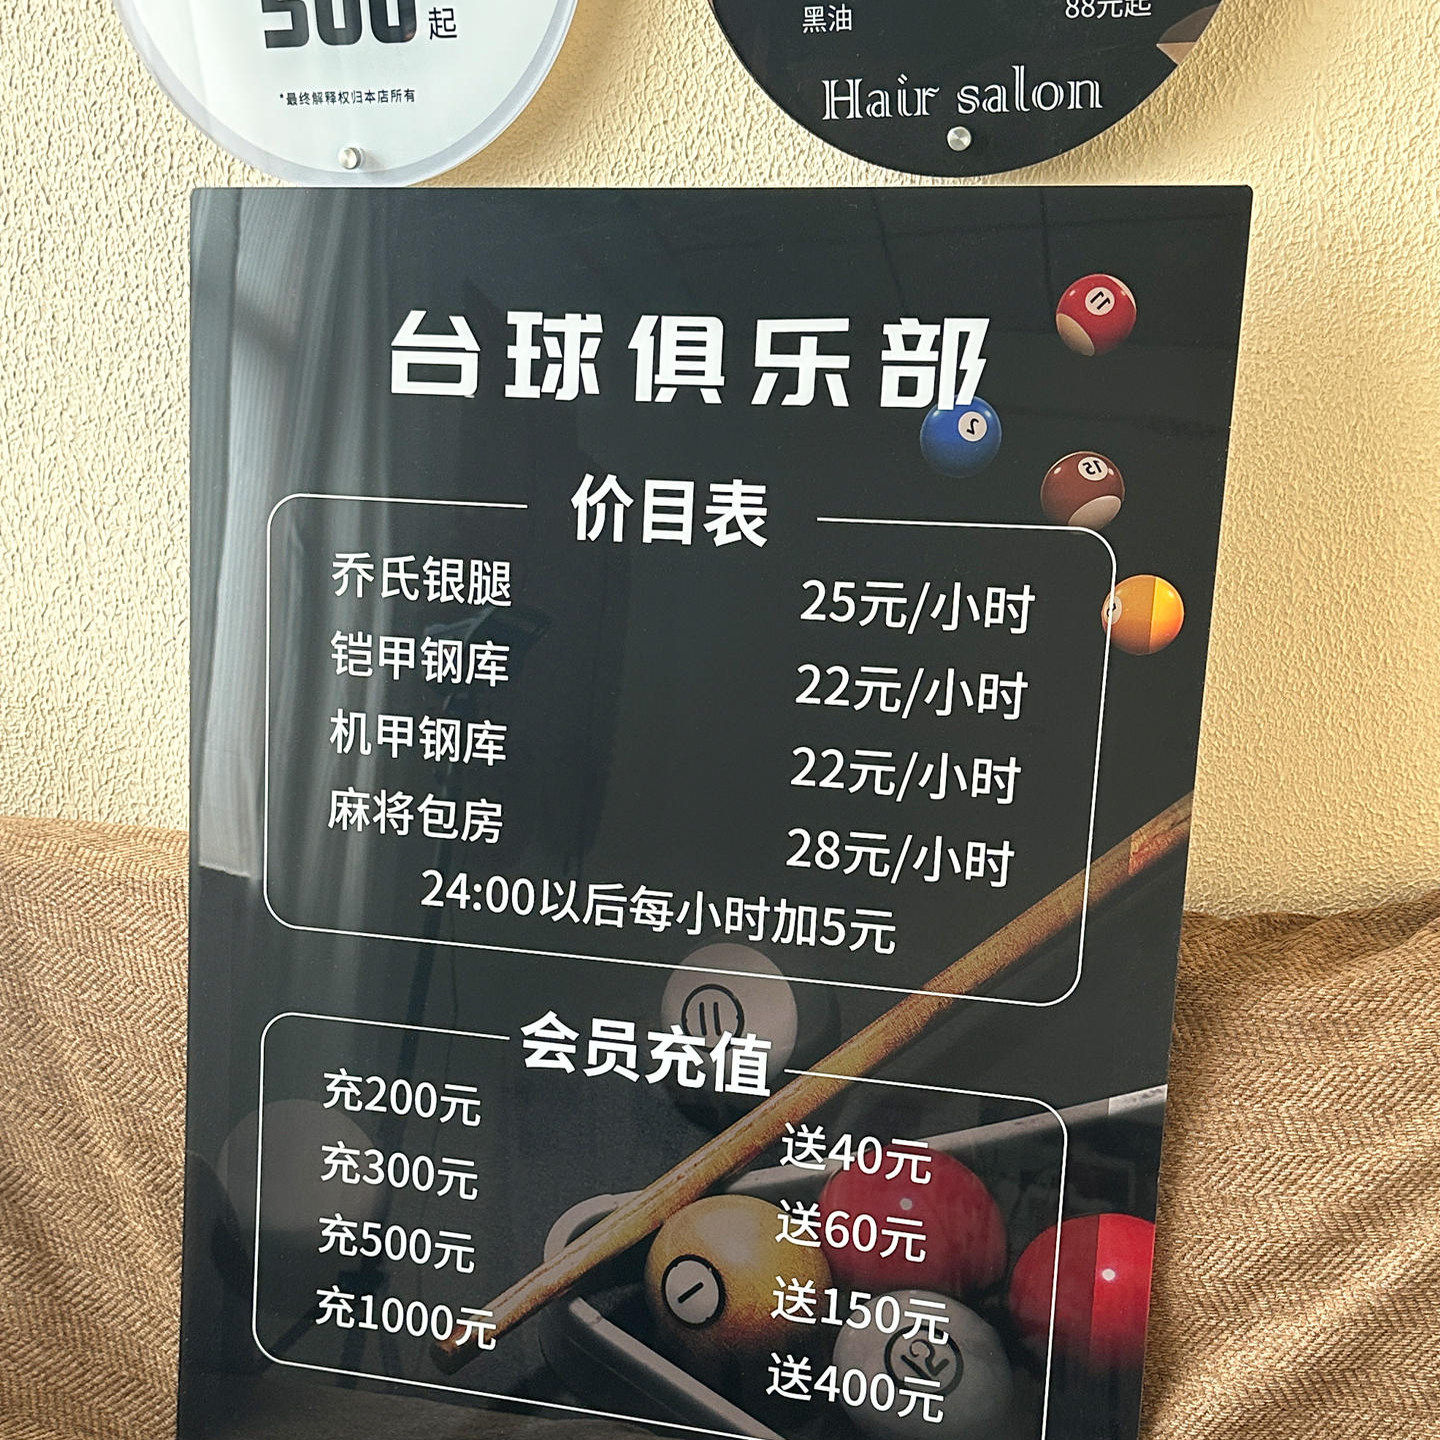 500起
*最终解释权归本店所有
黑油 88元起
Hair salon
台球俱乐部
11
2
15
价目表
乔氏银腿 25元/小时
铠甲钢库 22元/小时
机甲钢库 22元/小时
麻将包房 28元/小时
24:00以后每小时加5元
11
会员充值
充200元 送40元
充300元 送60元
充500元 送150元
充1000元 送400元
1